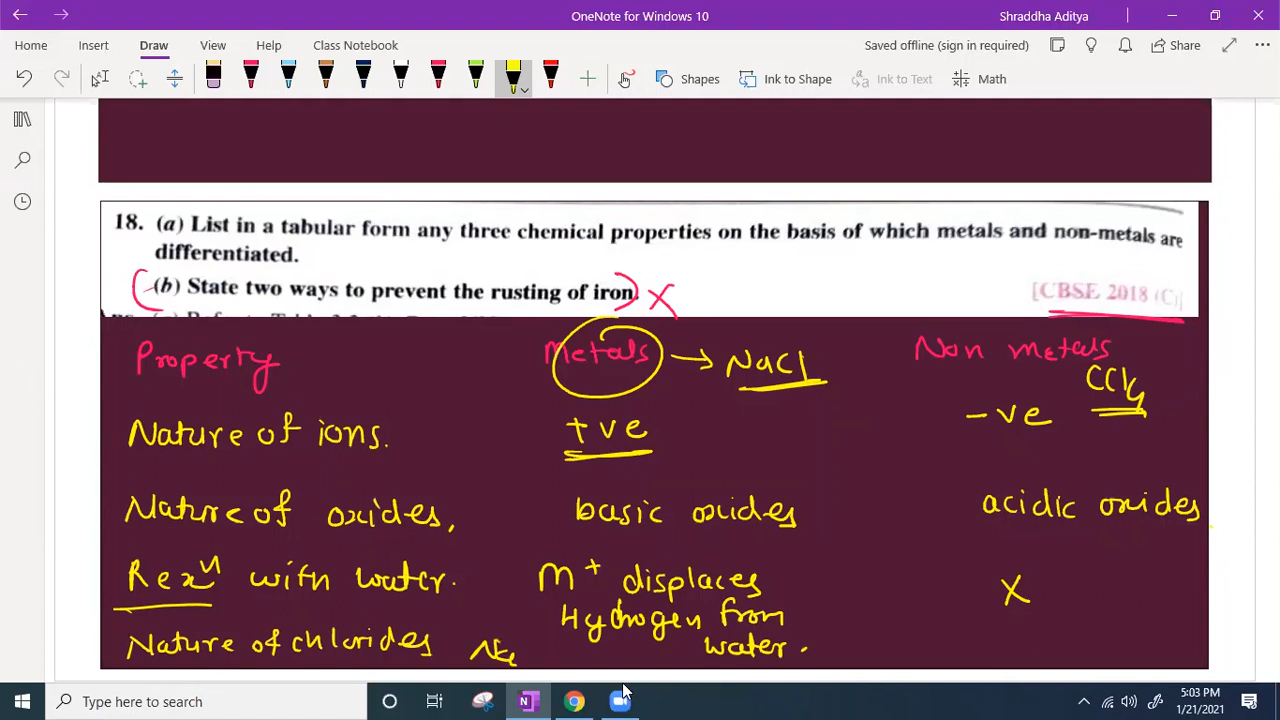 OneNote for Windows 10
Shraddha Aditya
Home Insert Draw View Help Class Notebook
Saved offline (sign in required)
Share
Shapes
Ink to Shape
Ink to Text
Math
18. (a) List in a tabular form any three chemical properties on the basis of which metals and non-metals are
differentiated.
(b) State two ways to prevent the rusting of iron. X
[CBSE 2018 (C)]
Property Metals → NaCl Non metals
CCl4
Nature of ions. +ve -ve
Nature of oxides, basic oxides acidic oxides.
Rexn with water. M+ displaces X
Hydrogen from
water.
Nature of chlorides
Type here to search
5:03 PM
1/21/2021